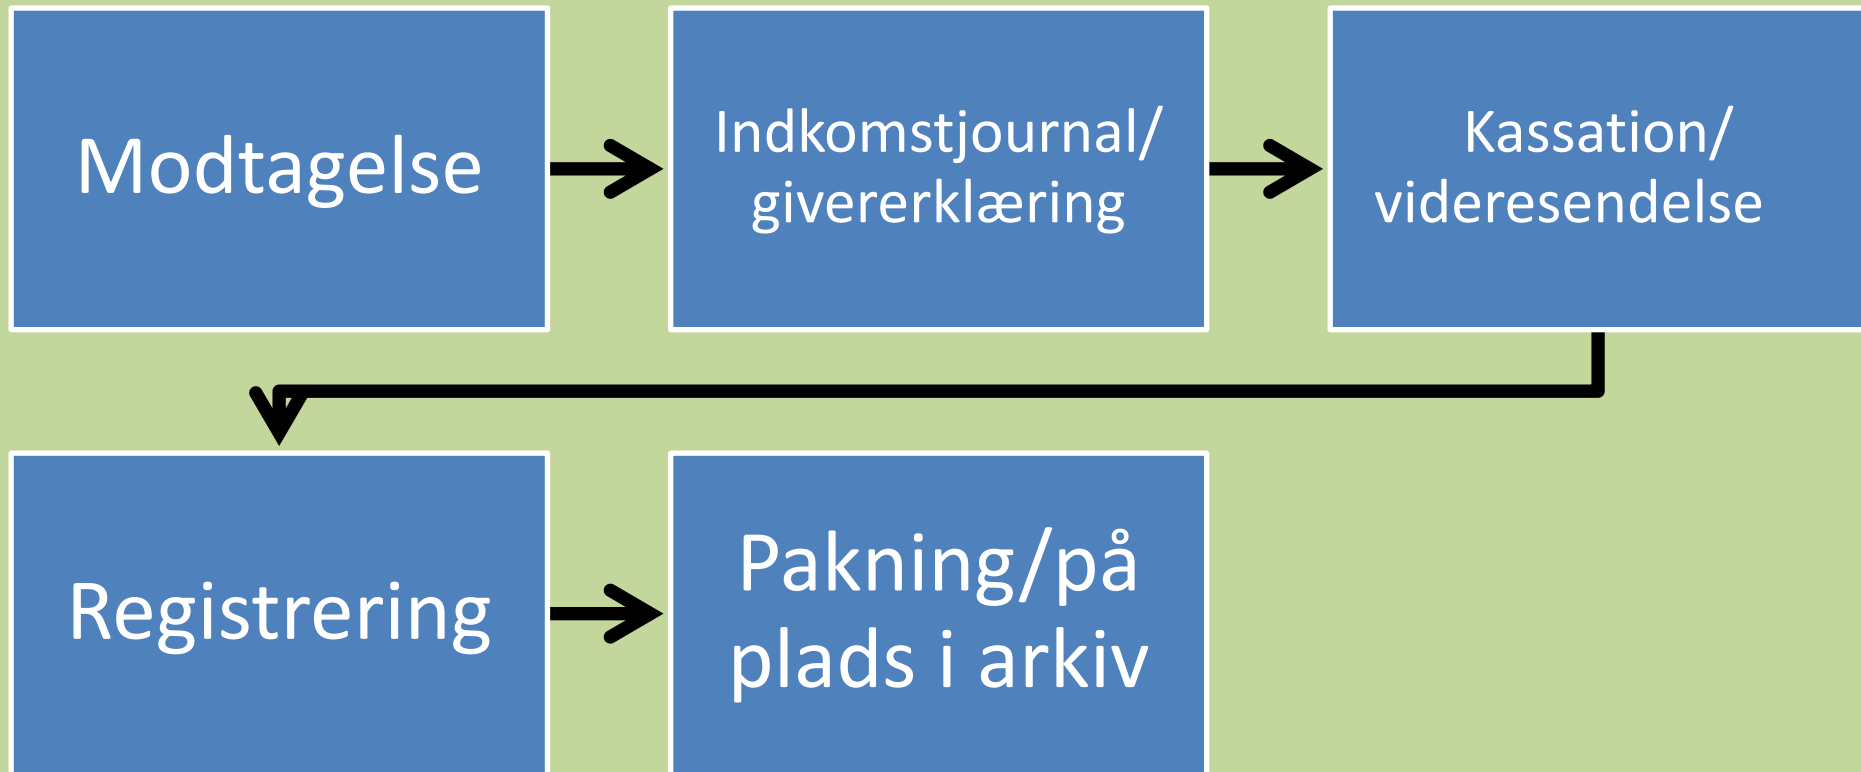 Modtagelse
Indkomstjournal/
givererklæring
Kassation/
videresendelse
Registrering
Pakning/på
plads i arkiv